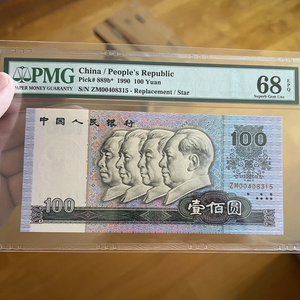 PMG
PAPER MONEY GUARANTY
China / People's Republic
Pick# 889b* 1990 100 Yuan
S/N ZM00408315 - Replacement / Star
68 EPQ
Superb Gem Unc
中国人民银行
100
ZM00408315
100
壹佰圆